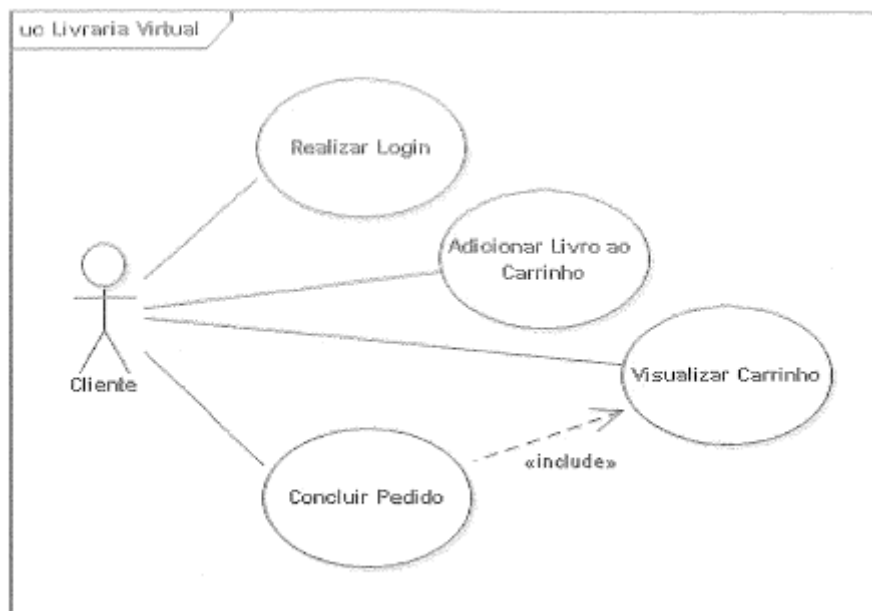 uc Livraria Virtual
Realizar Login
Adicionar Livro ao
Carrinho
Visualizar Carrinho
Cliente
«include»
Concluir Pedido